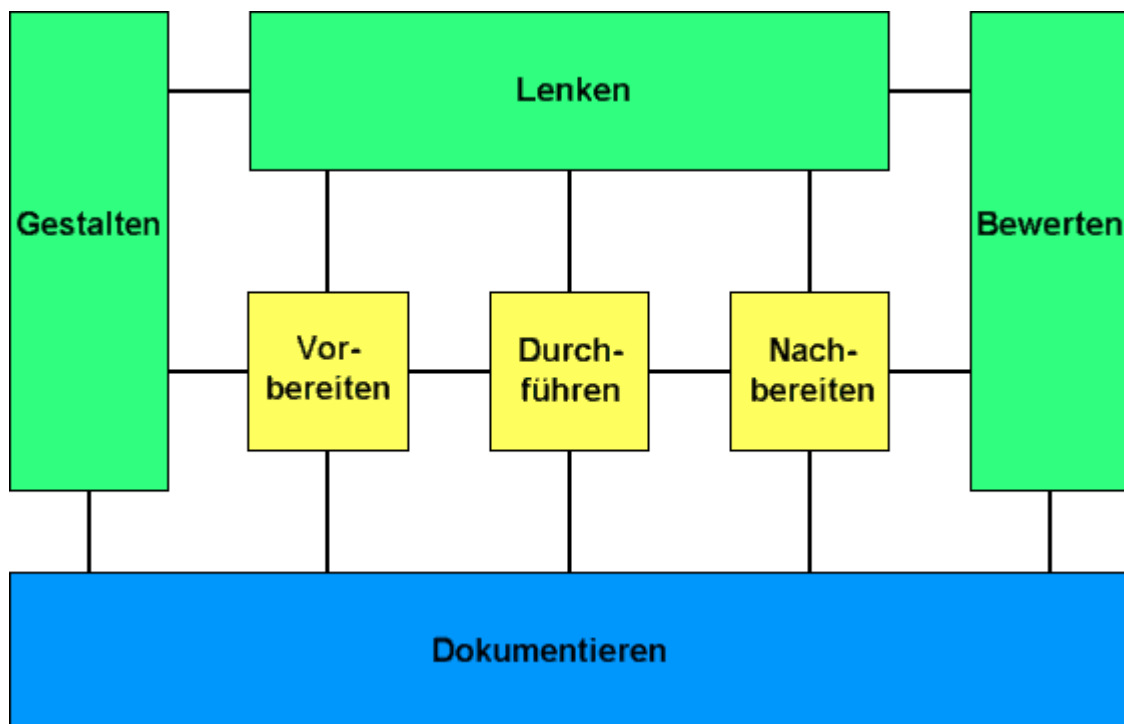 Lenken
Gestalten
Bewerten
Vor-
bereiten
Durch-
führen
Nach-
bereiten
Dokumentieren